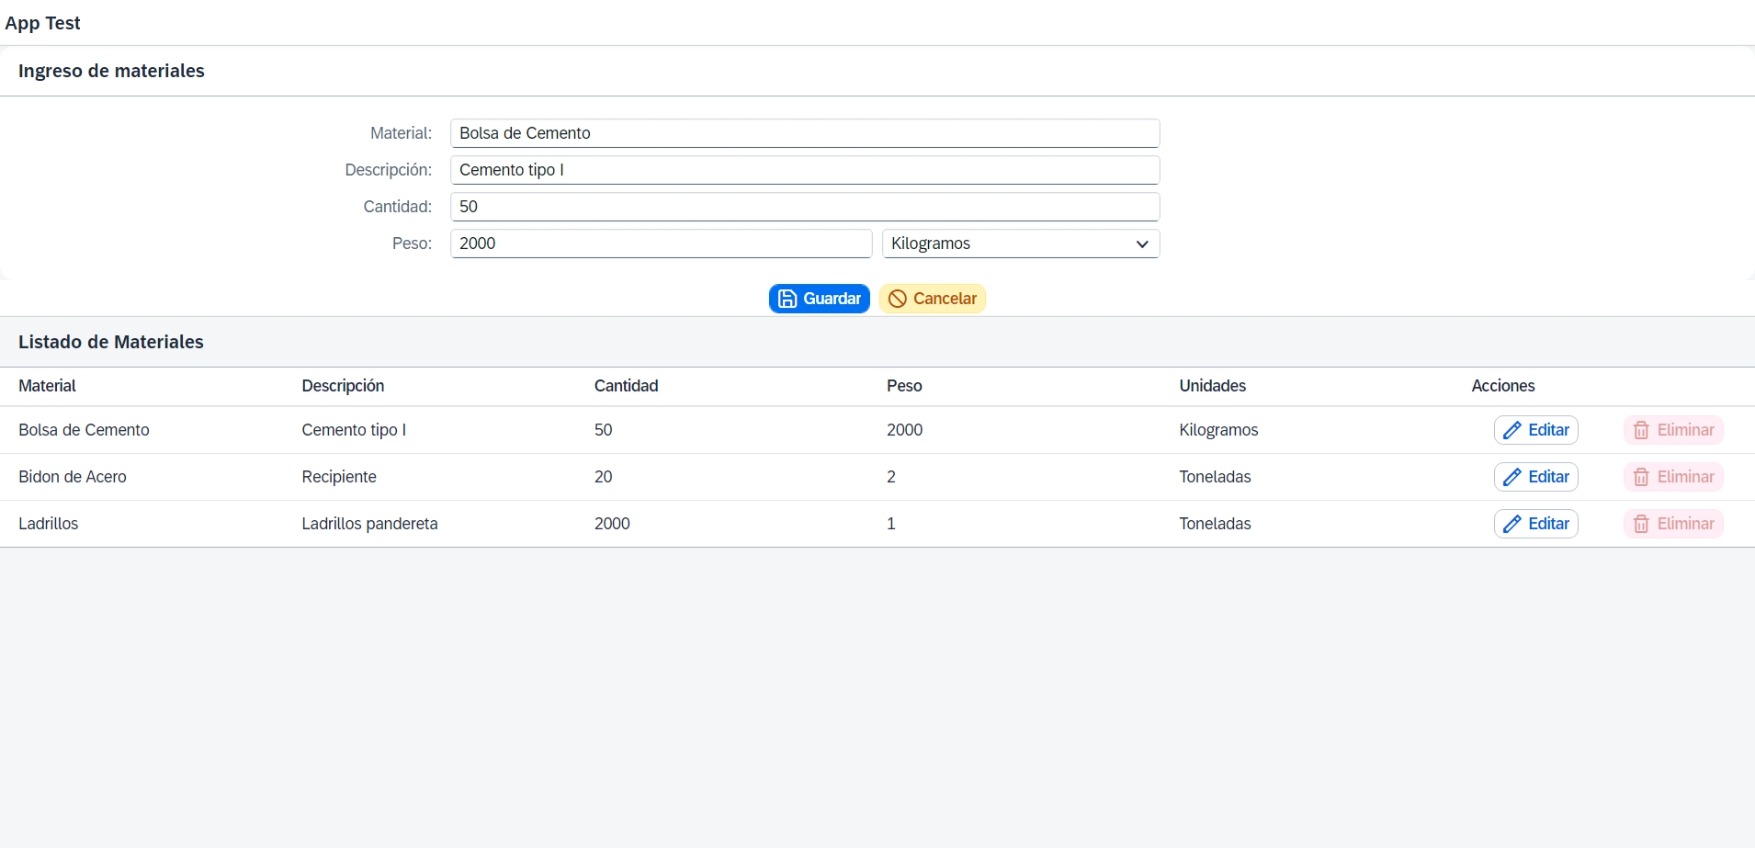 App Test
Ingreso de materiales
Material: Bolsa de Cemento
Descripción: Cemento tipo I
Cantidad: 50
Peso: 2000 Kilogramos
Guardar Cancelar
Listado de Materiales
Material Descripción Cantidad Peso Unidades Acciones
Bolsa de Cemento Cemento tipo I 50 2000 Kilogramos Editar Eliminar
Bidon de Acero Recipiente 20 2 Toneladas Editar Eliminar
Ladrillos Ladrillos pandereta 2000 1 Toneladas Editar Eliminar